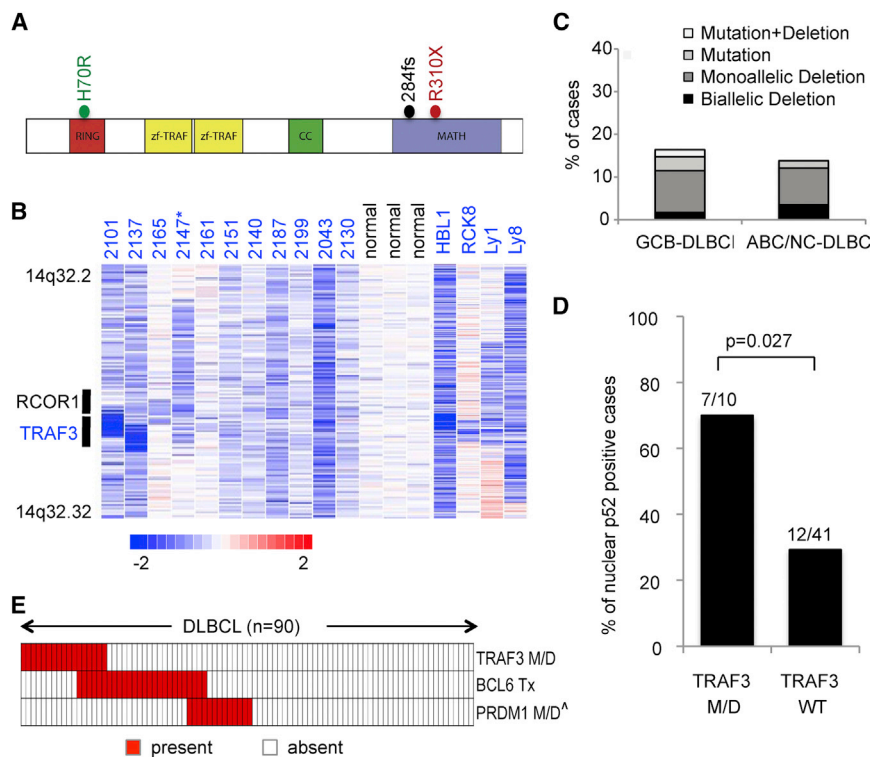 A
H70R
284fs
R310X
RING
zf-TRAF
zf-TRAF
CC
MATH
B
2101
2137
2165
2147*
2161
2151
2140
2187
2199
2043
2130
normal
normal
normal
HBL1
RCK8
Ly1
Ly8
14q32.2
RCOR1
TRAF3
14q32.32
-2
2
C
Mutation+Deletion
Mutation
Monoallelic Deletion
Biallelic Deletion
% of cases
40
30
20
10
0
GCB-DLBCl
ABC/NC-DLBC
D
% of nuclear p52 positive cases
100
80
60
40
20
0
p=0.027
7/10
12/41
TRAF3
M/D
TRAF3
WT
E
DLBCL (n=90)
TRAF3 M/D
BCL6 Tx
PRDM1 M/D^
present
absent